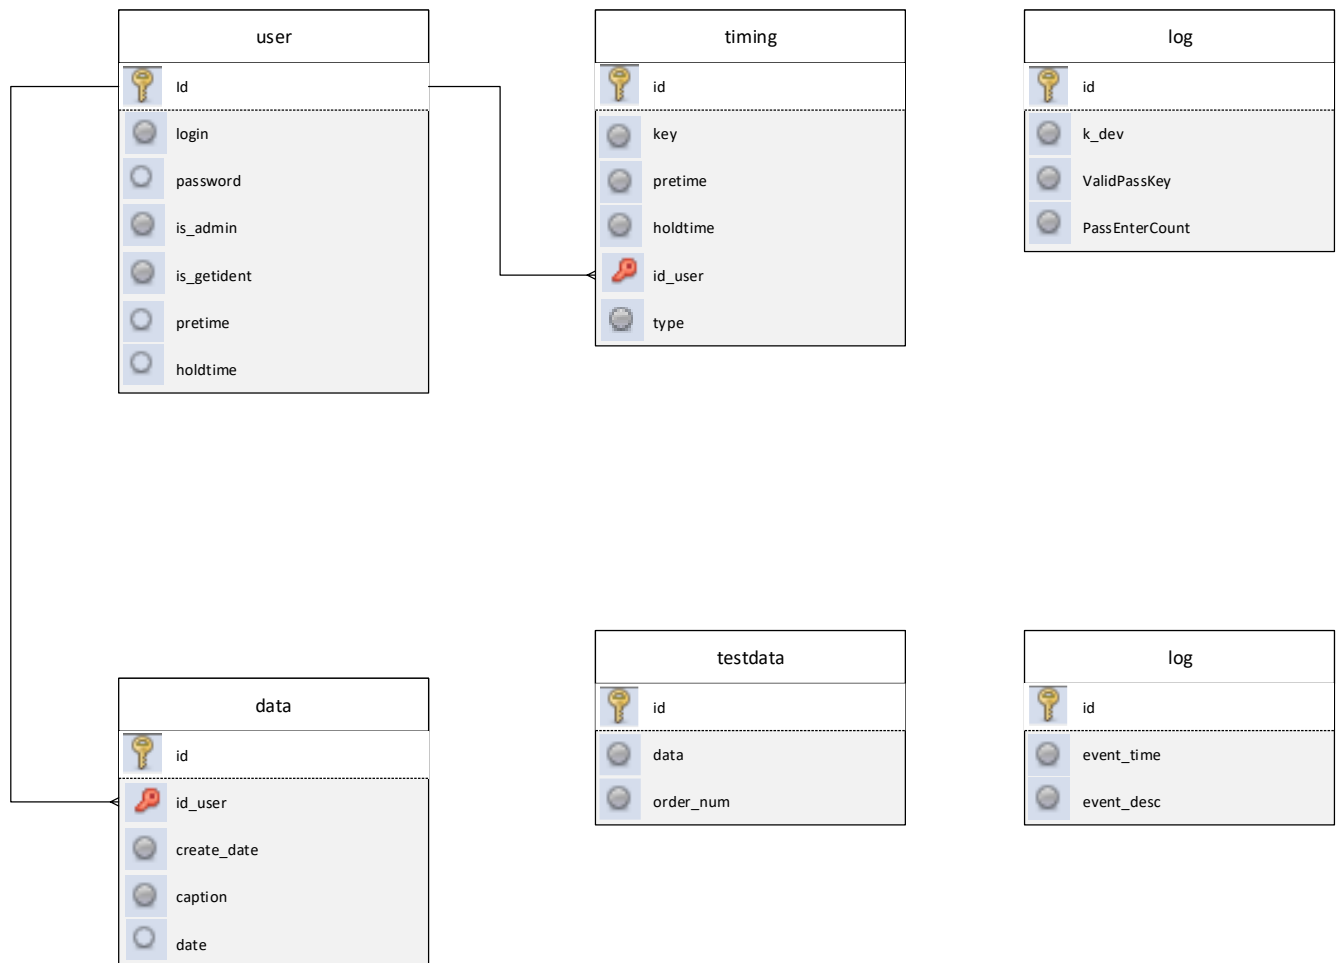 user
Id
login
password
is_admin
is_getident
pretime
holdtime
timing
id
key
pretime
holdtime
id_user
type
log
id
k_dev
ValidPassKey
PassEnterCount
data
id
id_user
create_date
caption
date
testdata
id
data
order_num
log
id
event_time
event_desc